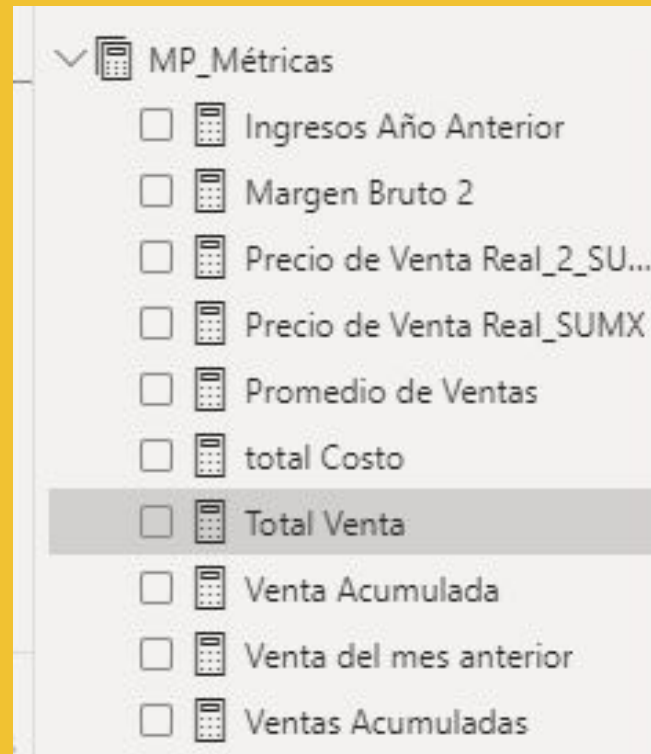 MP_Métricas
Ingresos Año Anterior
Margen Bruto 2
Precio de Venta Real_2_SU...
Precio de Venta Real_SUMX
Promedio de Ventas
total Costo
Total Venta
Venta Acumulada
Venta del mes anterior
Ventas Acumuladas